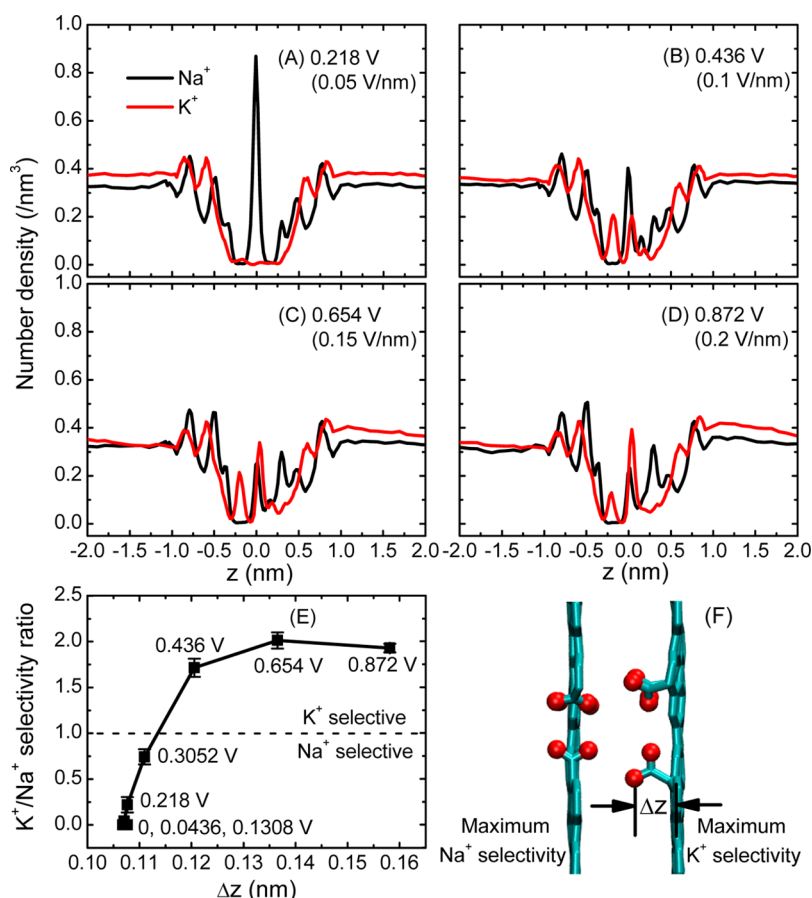 (A) 0.218 V
(0.05 V/nm)
Na⁺
K⁺
1.0
0.8
0.6
0.4
0.2
0.0
(B) 0.436 V
(0.1 V/nm)
Number density (/nm³)
1.0
0.8
0.6
0.4
0.2
0.0
(C) 0.654 V
(0.15 V/nm)
(D) 0.872 V
(0.2 V/nm)
-2.0 -1.5 -1.0 -0.5 0.0 0.5 1.0 1.5 2.0
z (nm)
-2.0 -1.5 -1.0 -0.5 0.0 0.5 1.0 1.5 2.0
z (nm)
K⁺/Na⁺ selectivity ratio
2.5
2.0
1.5
1.0
0.5
0.0
(E)
0.436 V
0.654 V
0.872 V
K⁺ selective
Na⁺ selective
0.3052 V
0.218 V
0, 0.0436, 0.1308 V
0.10 0.11 0.12 0.13 0.14 0.15 0.16
Δz (nm)
(F)
Δz
Maximum
Na⁺ selectivity
Maximum
K⁺ selectivity